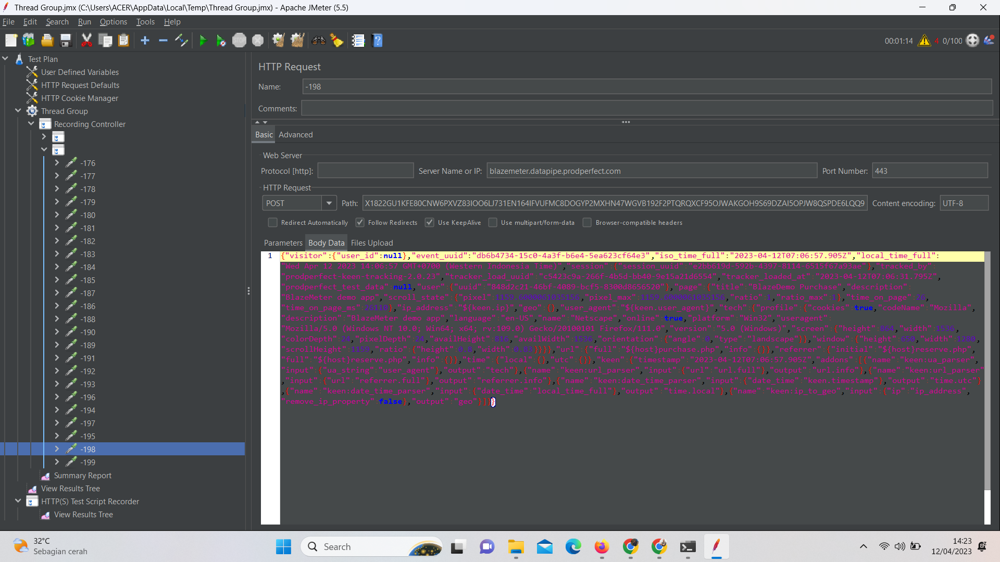 Thread Group.jmx (C:\Users\ACER\AppData\Local\Temp\Thread Group.jmx) - Apache JMeter (5.5)
File Edit Search Run Options Tools Help
STOP
00:01:14 4 0/100
Test Plan
User Defined Variables
HTTP Request Defaults
HTTP Cookie Manager
Thread Group
Recording Controller
-176
-177
-178
-179
-180
-181
-182
-183
-184
-185
-187
-186
-188
-190
-189
-191
-192
-193
-196
-194
-197
-195
-198
-199
Summary Report
View Results Tree
HTTP(S) Test Script Recorder
View Results Tree
HTTP Request
Name: -198
Comments:
Basic Advanced
Web Server
Protocol [http]: Server Name or IP: blazemeter.datapipe.prodperfect.com Port Number: 443
HTTP Request
POST Path: X1822GU1KFE80CNW6PXVZ83IOO6LJ731EN164IFVUFMC8DOGYP2MXHN47WGVB192F2PTQRQXCF95OJWAKGOH9S69DZAI5OPJW8QSPDE6LQQ9 Content encoding: UTF-8
Redirect Automatically Follow Redirects Use KeepAlive Use multipart/form-data Browser-compatible headers
Parameters Body Data Files Upload
1 {"visitor":{"user_id":null},"event_uuid":"db6b4734-15c0-4a3f-b6e4-5ea623cf64e3","iso_time_full":"2023-04-12T07:06:57.905Z","local_time_full":
"Wed Apr 12 2023 14:06:57 GMT+0700 (Western Indonesia Time)","session":{"session_uuid":"e2bb619d-592b-4397-8114-6515f67a93ae"},"tracked_by":
"prodperfect-keen-tracking-2.0.23","tracker_load_uuid":"c5423c9a-266f-4b5d-bb40-9e15a21d6554","tracker_loaded_at":"2023-04-12T07:06:31.795Z",
"prodperfect_test_data":null,"user":{"uuid":"848d2c21-46bf-4089-bcf5-8300d8656520"},"page":{"title":"BlazeDemo Purchase","description":
"BlazeMeter demo app","scroll_state":{"pixel":1159.6000061035156,"pixel_max":1159.6000061035156,"ratio":1,"ratio_max":1},"time_on_page":26,
"time_on_page_ms":26110},"ip_address":"${keen.ip}","geo":{},"user_agent":"${keen.user_agent}","tech":{"profile":{"cookies":true,"codeName":"Mozilla",
"description":"BlazeMeter demo app","language":"en-US","name":"Netscape","online":true,"platform":"Win32","useragent":
"Mozilla/5.0 (Windows NT 10.0; Win64; x64; rv:109.0) Gecko/20100101 Firefox/111.0","version":"5.0 (Windows)","screen":{"height":864,"width":1536,
"colorDepth":24,"pixelDepth":24,"availHeight":816,"availWidth":1536,"orientation":{"angle":0,"type":"landscape"}},"window":{"height":650,"width":1280,
"scrollHeight":1159,"ratio":{"height":0.8,"width":0.83}}}},"url":{"full":"${host}purchase.php","info":{}},"referrer":{"initial":"${host}reserve.php",
"full":"${host}reserve.php","info":{}},"time":{"local":{},"utc":{}},"keen":{"timestamp":"2023-04-12T07:06:57.905Z","addons":[{"name":"keen:ua_parser",
"input":{"ua_string":"user_agent"},"output":"tech"},{"name":"keen:url_parser","input":{"url":"url.full"},"output":"url.info"},{"name":"keen:url_parser"
,"input":{"url":"referrer.full"},"output":"referrer.info"},{"name":"keen:date_time_parser","input":{"date_time":"keen.timestamp"},"output":"time.utc"}
,{"name":"keen:date_time_parser","input":{"date_time":"local_time_full"},"output":"time.local"},{"name":"keen:ip_to_geo","input":{"ip":"ip_address",
"remove_ip_property":false},"output":"geo"}]}}
32°C
Sebagian cerah
Search
14:23
12/04/2023